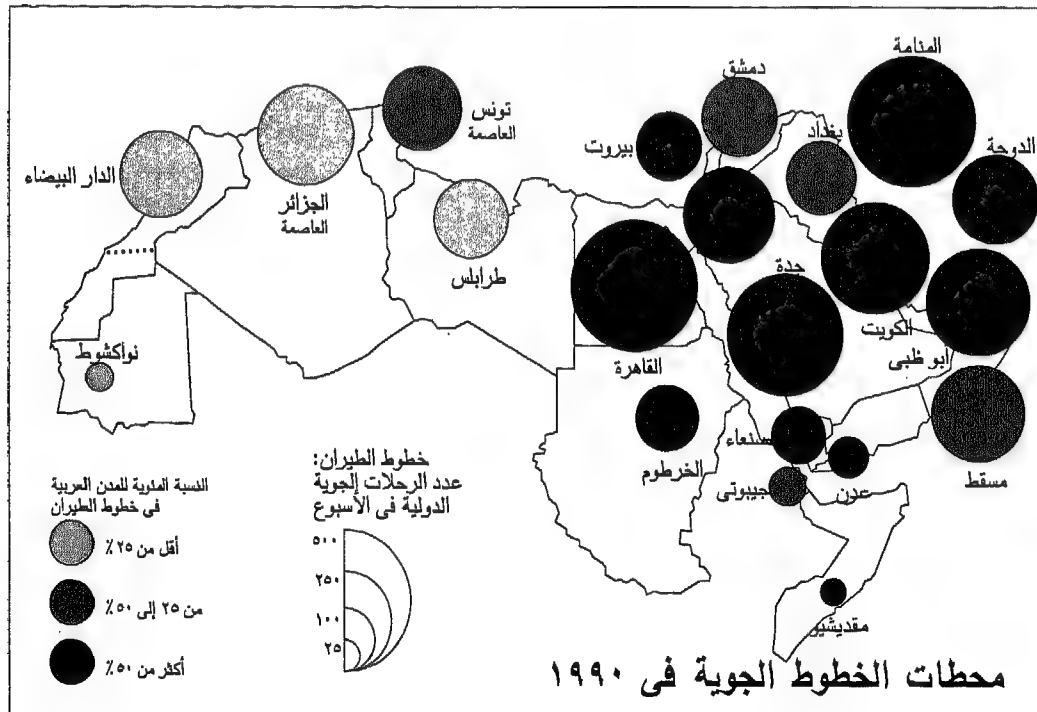 المنامة
دمشق
بغداد
الدوحة
بيروت
تونس
العاصمة
الدار البيضاء
الجزائر
العاصمة
طرابلس
جدة
الكويت
أبو ظبى
القاهرة
نواكشوط
الخرطوم
صنعاء
عدن
جيبوتى
مسقط
مقديشيو
خطوط الطيران:
عدد الرحلات الجوية
الدولية فى الأسبوع
٥٠٠
٢٥٠
١٠٠
٢٥
النسبة المئوية للمدن العربية
فى خطوط الطيران
أقل من ٢٥٪
من ٢٥ إلى ٥٠٪
أكثر من ٥٠٪
محطات الخطوط الجوية فى ١٩٩٠